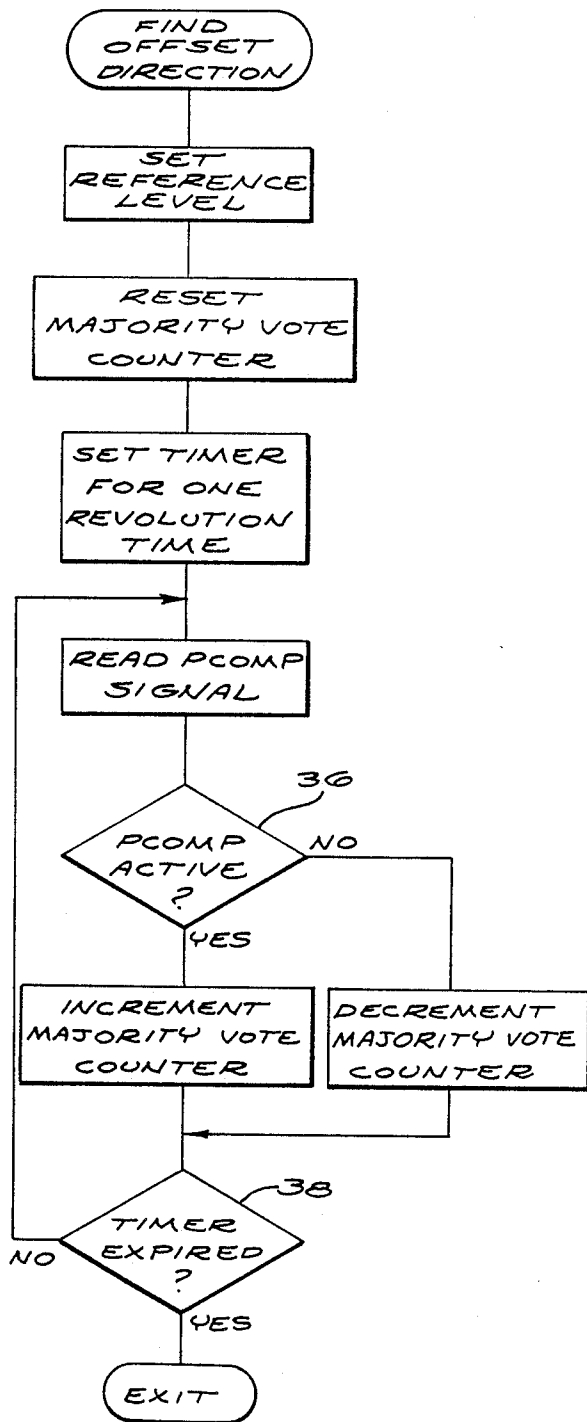 FIND
OFFSET
DIRECTION
SET
REFERENCE
LEVEL
RESET
MAJORITY VOTE
COUNTER
SET TIMER
FOR ONE
REVOLUTION
TIME
READ PCOMP
SIGNAL
36
PCOMP
ACTIVE
?
NO
YES
INCREMENT
MAJORITY VOTE
COUNTER
DECREMENT
MAJORITY VOTE
COUNTER
38
TIMER
EXPIRED
?
NO
YES
EXIT